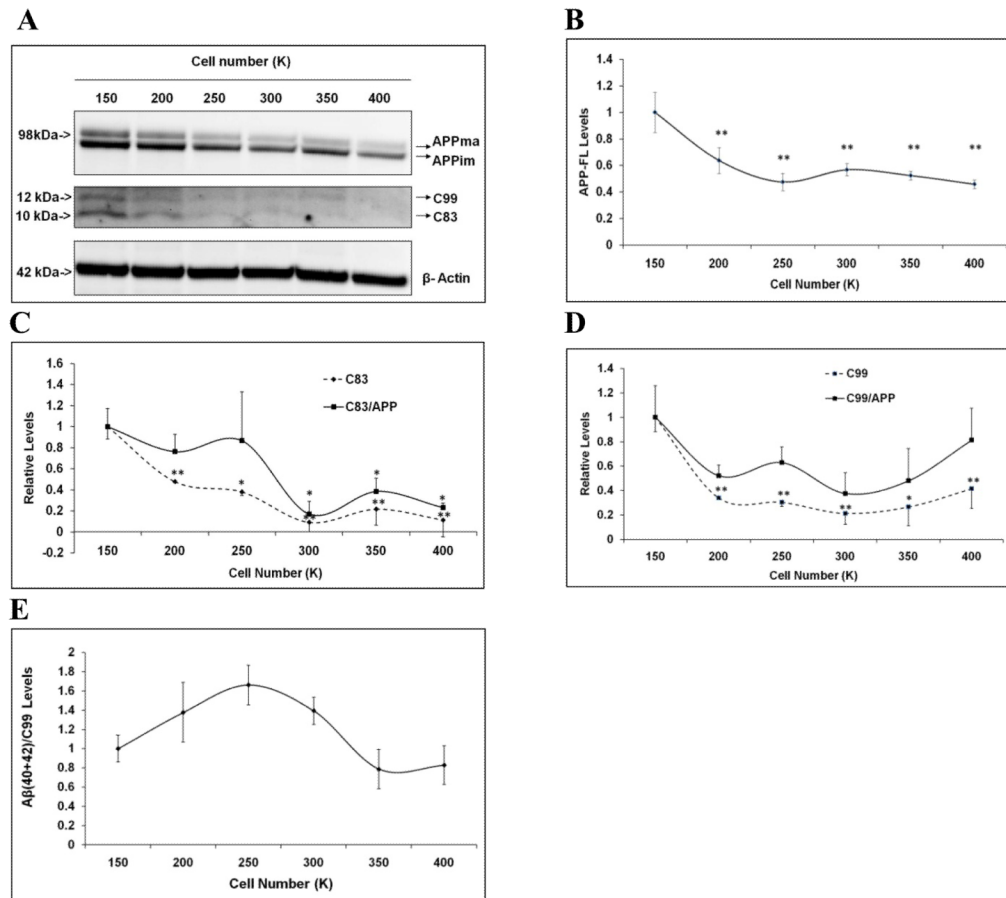 A
Cell number (K)
150 200 250 300 350 400
98kDa->
APPma
APPim
12 kDa->
C99
10 kDa->
C83
42 kDa->
β- Actin
B
APP-FL Levels
1.4
1.2
1
0.8
0.6
0.4
0.2
0
** ** ** ** **
150 200 250 300 350 400
Cell Number (K)
C
Relative Levels
1.6
1.4
1.2
1
0.8
0.6
0.4
0.2
0
-0.2
C83
C83/APP
* * *
** * ** ** **
150 200 250 300 350 400
Cell Number (K)
D
Relative Levels
1.4
1.2
1
0.8
0.6
0.4
0.2
0
C99
C99/APP
** ** ** * **
150 200 250 300 350 400
Cell Number (K)
E
Aβ(40+42)/C99 Levels
2
1.8
1.6
1.4
1.2
1
0.8
0.6
0.4
0.2
0
150 200 250 300 350 400
Cell Number (K)